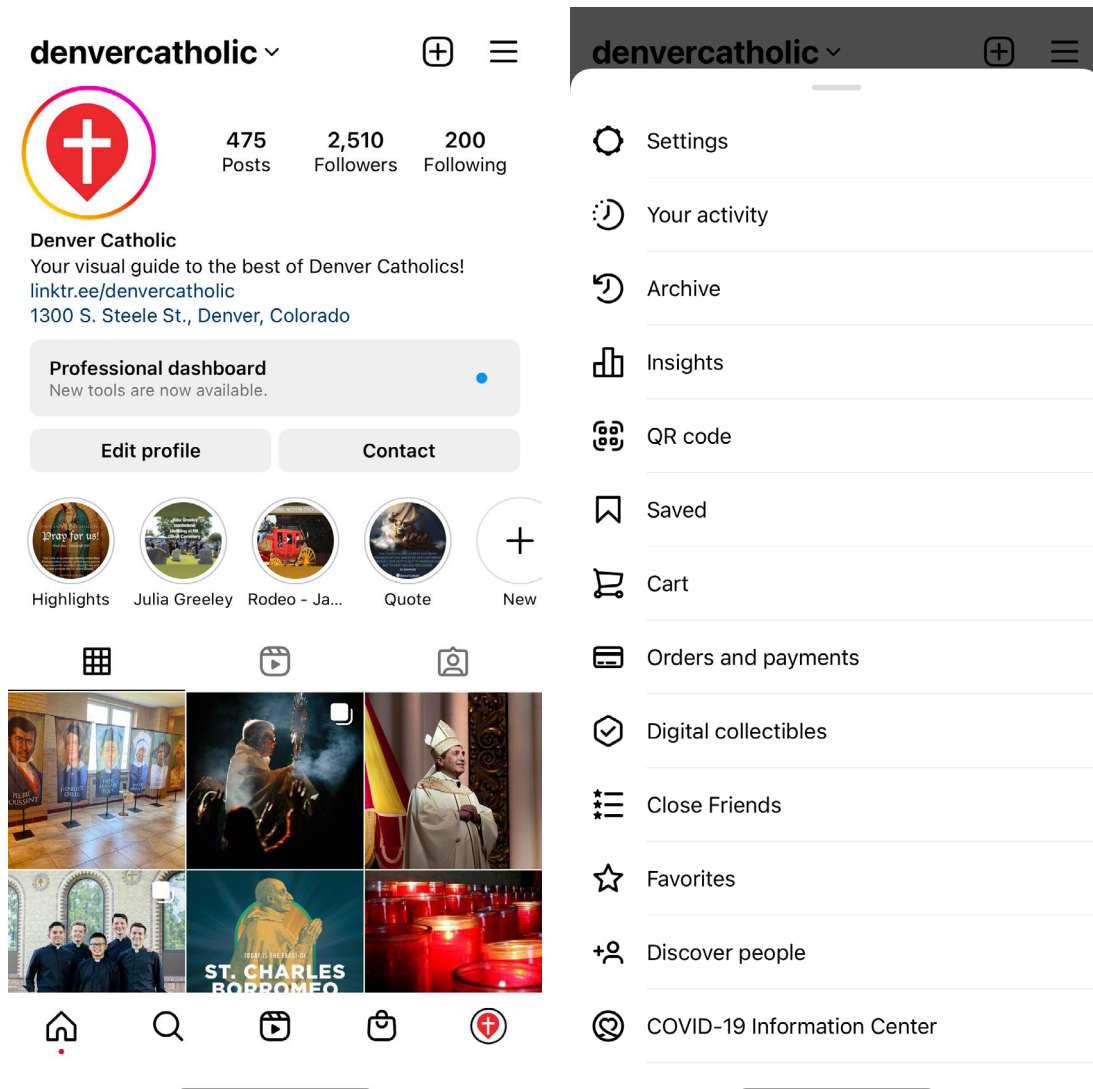 denvercatholic
475
Posts
2,510
Followers
200
Following
Denver Catholic
Your visual guide to the best of Denver Catholics!
linktr.ee/denvercatholic
1300 S. Steele St., Denver, Colorado
Professional dashboard
New tools are now available.
Edit profile
Contact
Pray for us!
Julia Greeley
Highlights
Julia Greeley
Rodeo - Ja...
Quote
New
TODAY IS THE FEAST OF
ST. CHARLES
BORROMEO
denvercatholic
Settings
Your activity
Archive
Insights
QR code
Saved
Cart
Orders and payments
Digital collectibles
Close Friends
Favorites
Discover people
COVID-19 Information Center